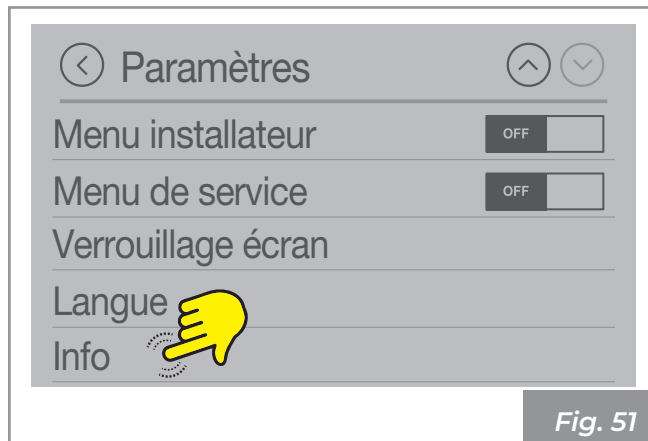 Paramètres
Menu installateur OFF
Menu de service OFF
Verrouillage écran
Langue
Info
Fig. 51